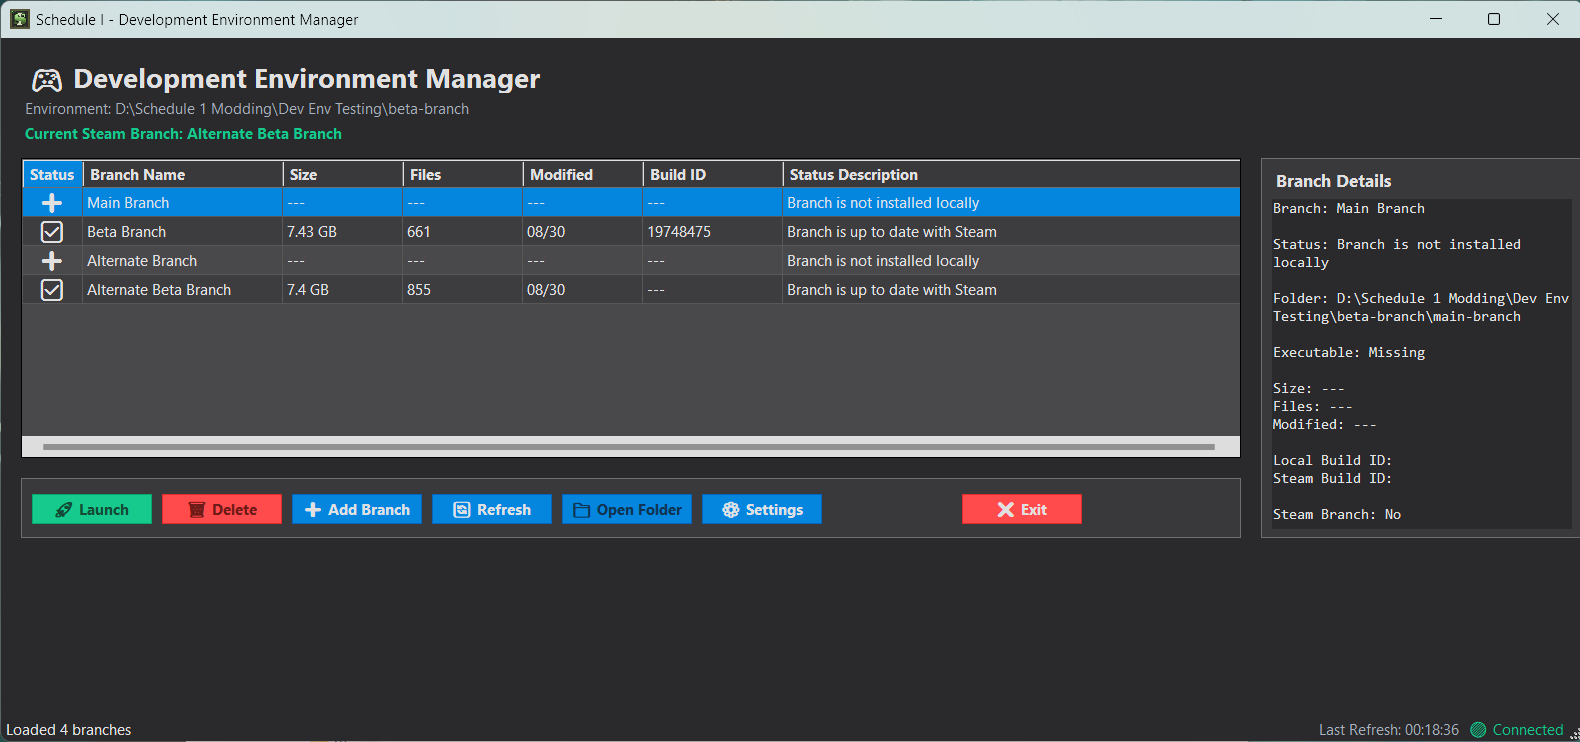 Schedule I - Development Environment Manager
Development Environment Manager
Environment: D:\Schedule 1 Modding\Dev Env Testing\beta-branch
Current Steam Branch: Alternate Beta Branch
Status Branch Name Size Files Modified Build ID Status Description
Main Branch --- --- --- --- Branch is not installed locally
Beta Branch 7.43 GB 661 08/30 19748475 Branch is up to date with Steam
Alternate Branch --- --- --- --- Branch is not installed locally
Alternate Beta Branch 7.4 GB 855 08/30 --- Branch is up to date with Steam
Launch Delete Add Branch Refresh Open Folder Settings Exit
Branch Details
Branch: Main Branch
Status: Branch is not installed
locally
Folder: D:\Schedule 1 Modding\Dev Env
Testing\beta-branch\main-branch
Executable: Missing
Size: ---
Files: ---
Modified: ---
Local Build ID:
Steam Build ID:
Steam Branch: No
Loaded 4 branches
Last Refresh: 00:18:36 Connected